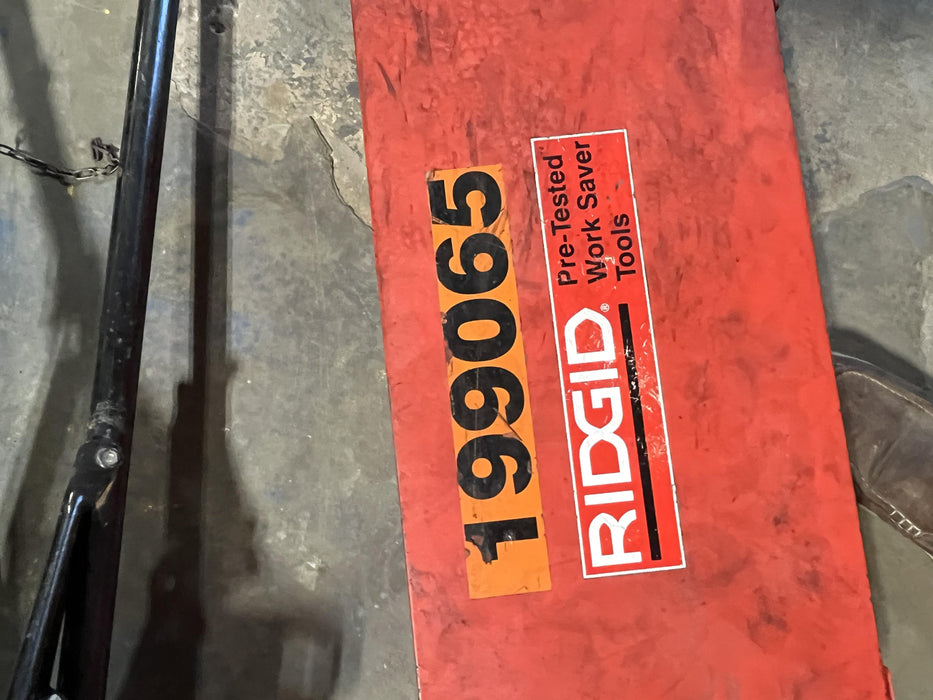 199065
RIDGID®
Pre-Tested
Work Saver
Tools